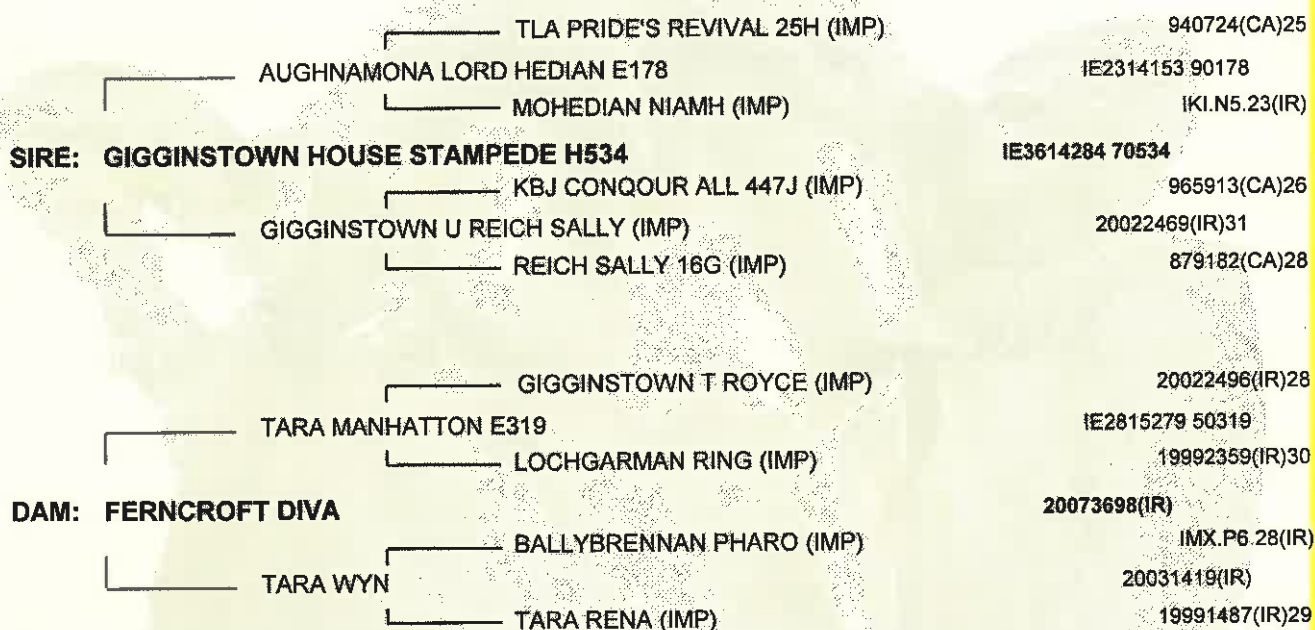 TLA PRIDE'S REVIVAL 25H (IMP) 940724(CA)25
AUGHNAMONA LORD HEDIAN E178 IE2314153 90178
MOHEDIAN NIAMH (IMP) IKI.N5.23(IR)
SIRE: GIGGINSTOWN HOUSE STAMPEDE H534 IE3614284 70534
KBJ CONQOUR ALL 447J (IMP) 965913(CA)26
GIGGINSTOWN U REICH SALLY (IMP) 20022469(IR)31
REICH SALLY 16G (IMP) 879182(CA)28
GIGGINSTOWN T ROYCE (IMP) 20022496(IR)28
TARA MANHATTON E319 IE2815279 50319
LOCHGARMAN RING (IMP) 19992359(IR)30
DAM: FERNCROFT DIVA 20073698(IR)
BALLYBRENNAN PHARO (IMP) IMX.P6.28(IR)
TARA WYN 20031419(IR)
TARA RENA (IMP) 19991487(IR)29